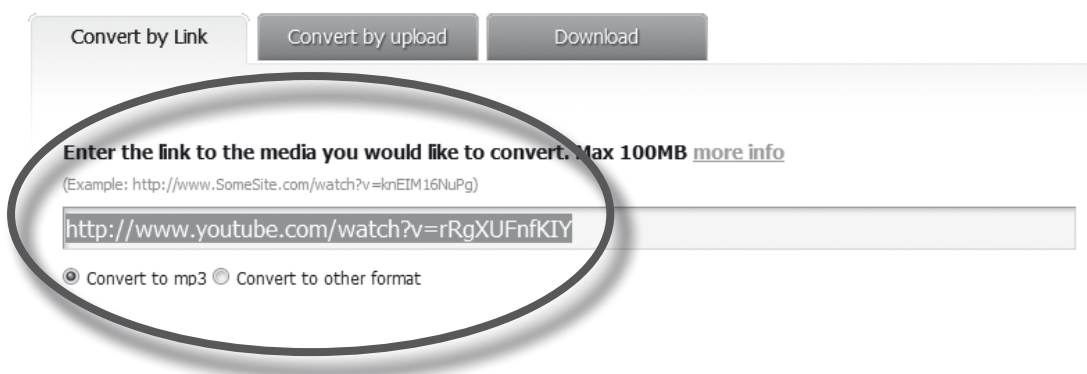 Convert by Link Convert by upload Download
Enter the link to the media you would like to convert. Max 100MB more info
(Example: http://www.SomeSite.com/watch?v=knEIM16NuPg)
http://www.youtube.com/watch?v=rRgXUFnfKIY
Convert to mp3 Convert to other format